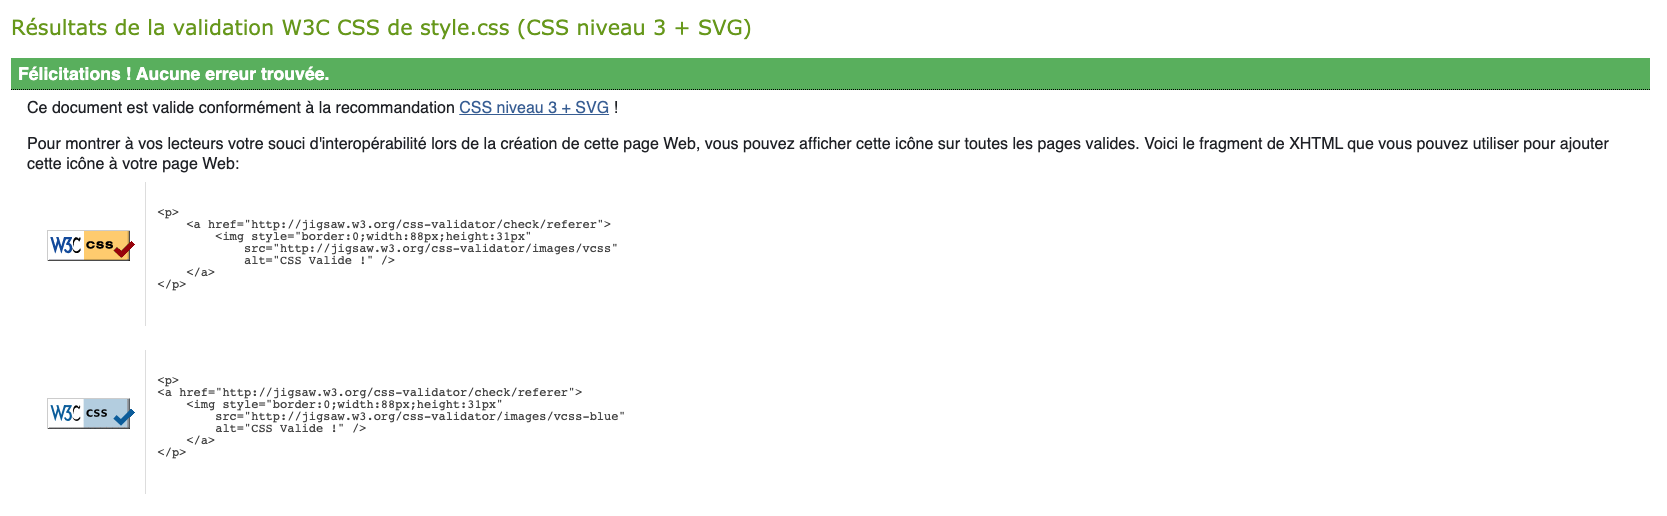 Résultats de la validation W3C CSS de style.css (CSS niveau 3 + SVG)
Félicitations ! Aucune erreur trouvée.
Ce document est valide conformément à la recommandation CSS niveau 3 + SVG !
Pour montrer à vos lecteurs votre souci d'interopérabilité lors de la création de cette page Web, vous pouvez afficher cette icône sur toutes les pages valides. Voici le fragment de XHTML que vous pouvez utiliser pour ajouter
cette icône à votre page Web:
W3C css
<p>
    <a href="http://jigsaw.w3.org/css-validator/check/referer">
        <img style="border:0;width:88px;height:31px"
            src="http://jigsaw.w3.org/css-validator/images/vcss"
            alt="CSS Valide !" />
    </a>
</p>
W3C css
<p>
<a href="http://jigsaw.w3.org/css-validator/check/referer">
    <img style="border:0;width:88px;height:31px"
        src="http://jigsaw.w3.org/css-validator/images/vcss-blue"
        alt="CSS Valide !" />
    </a>
</p>